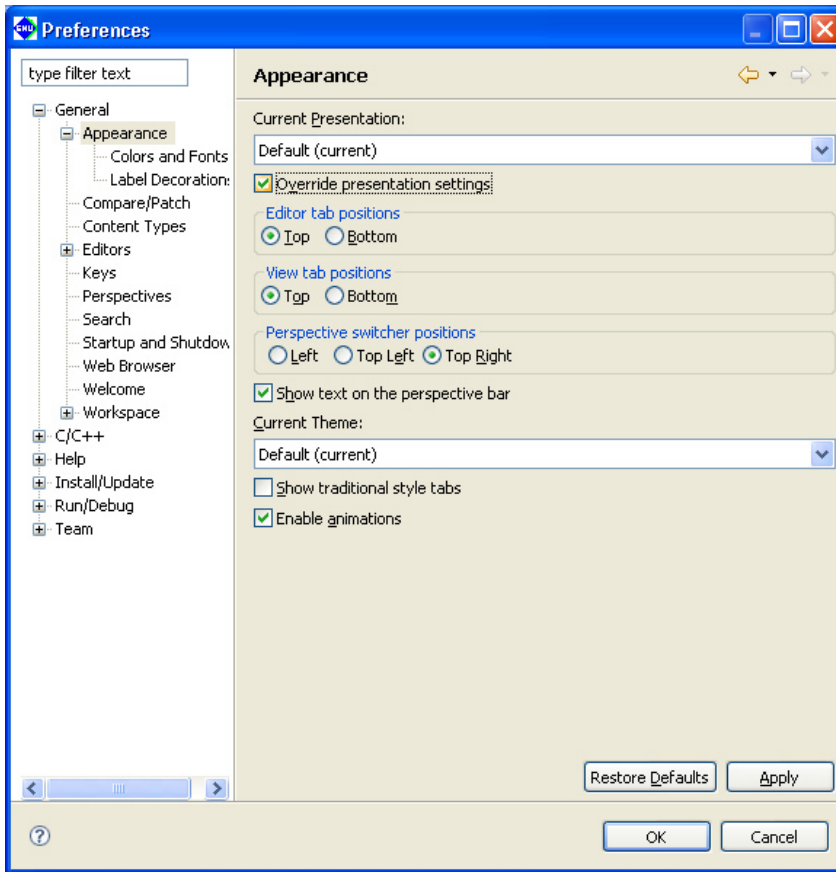 GNU Preferences
type filter text
General
Appearance
Colors and Fonts
Label Decoration
Compare/Patch
Content Types
Editors
Keys
Perspectives
Search
Startup and Shutdow
Web Browser
Welcome
Workspace
C/C++
Help
Install/Update
Run/Debug
Team
Appearance
Current Presentation:
Default (current)
Override presentation settings
Editor tab positions
Top Bottom
View tab positions
Top Bottom
Perspective switcher positions
Left Top Left Top Right
Show text on the perspective bar
Current Theme:
Default (current)
Show traditional style tabs
Enable animations
Restore Defaults Apply
? OK Cancel